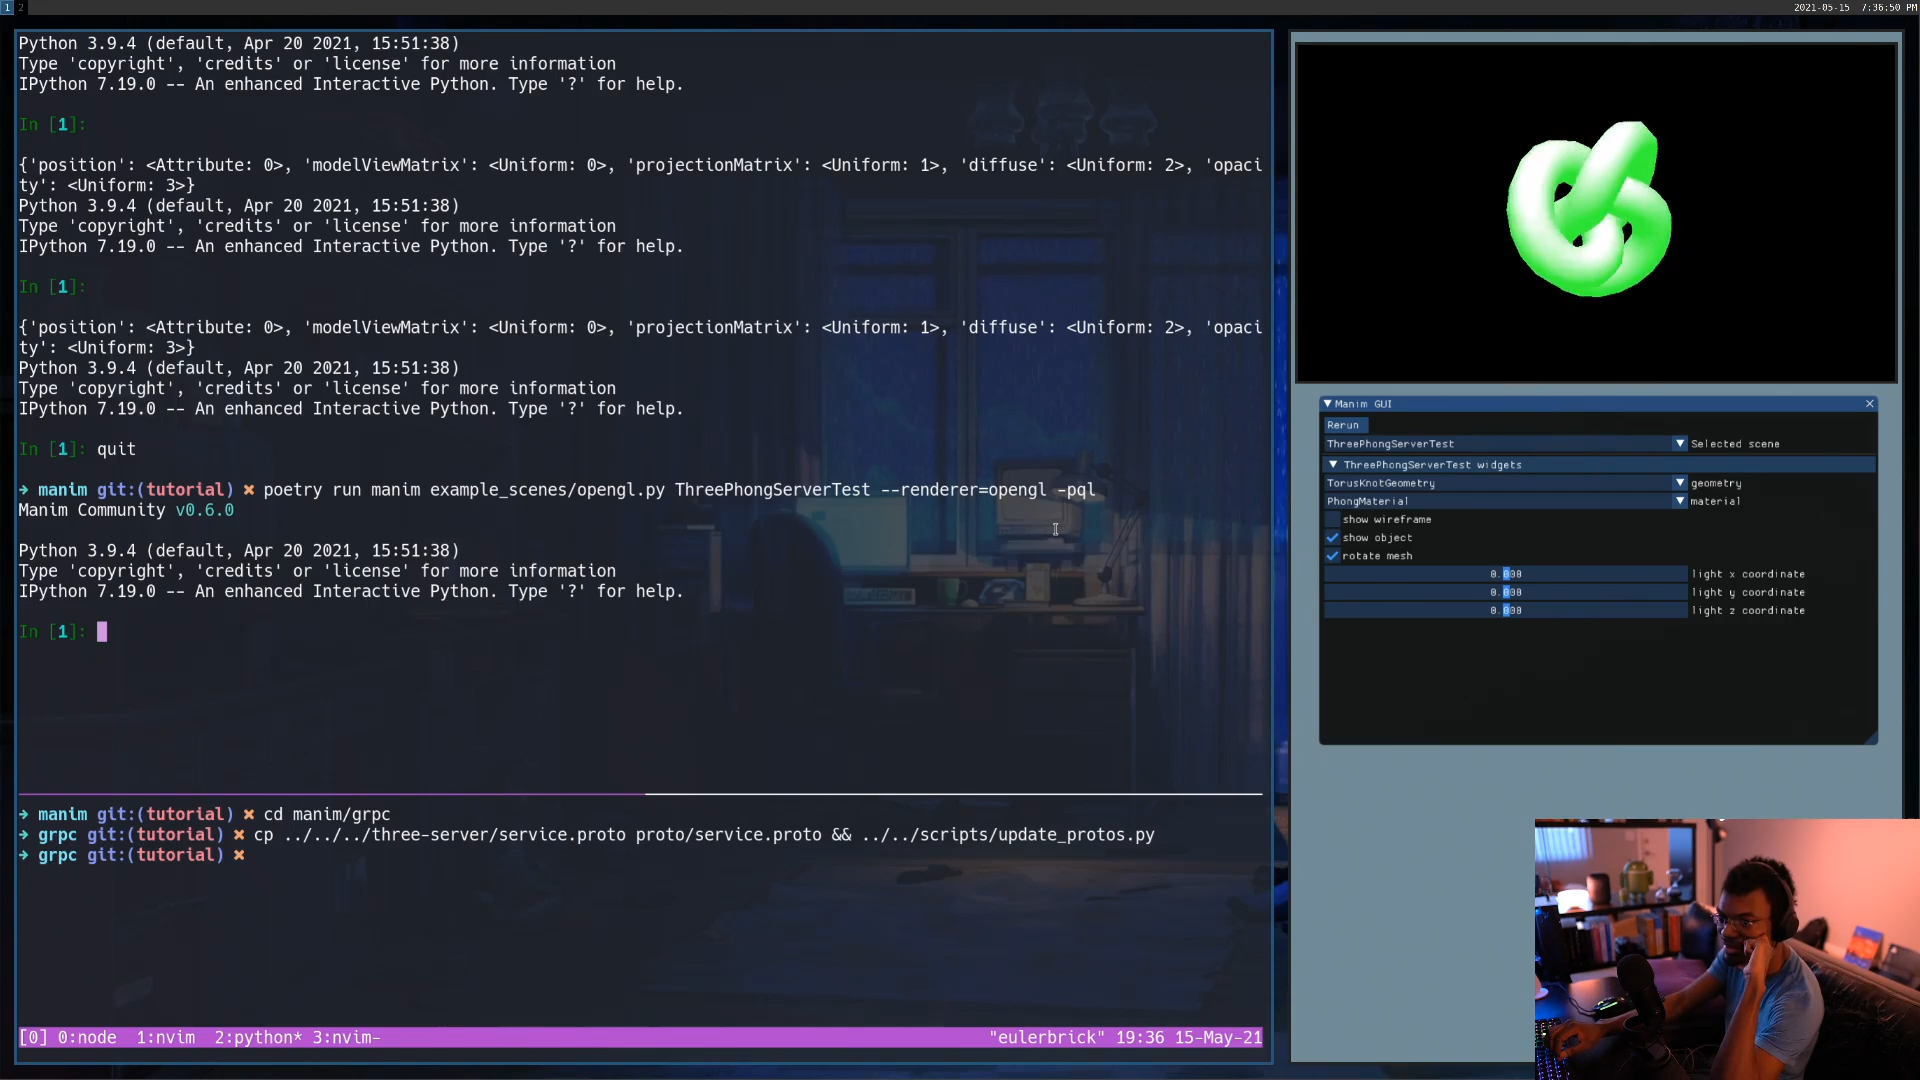 1 2
2021-05-15 7:36:50 PM
Python 3.9.4 (default, Apr 20 2021, 15:51:38)
Type 'copyright', 'credits' or 'license' for more information
IPython 7.19.0 -- An enhanced Interactive Python. Type '?' for help.
In [1]:
{'position': <Attribute: 0>, 'modelViewMatrix': <Uniform: 0>, 'projectionMatrix': <Uniform: 1>, 'diffuse': <Uniform: 2>, 'opaci
ty': <Uniform: 3>}
Python 3.9.4 (default, Apr 20 2021, 15:51:38)
Type 'copyright', 'credits' or 'license' for more information
IPython 7.19.0 -- An enhanced Interactive Python. Type '?' for help.
In [1]:
{'position': <Attribute: 0>, 'modelViewMatrix': <Uniform: 0>, 'projectionMatrix': <Uniform: 1>, 'diffuse': <Uniform: 2>, 'opaci
ty': <Uniform: 3>}
Python 3.9.4 (default, Apr 20 2021, 15:51:38)
Type 'copyright', 'credits' or 'license' for more information
IPython 7.19.0 -- An enhanced Interactive Python. Type '?' for help.
In [1]: quit
➜ manim git:(tutorial) ✖ poetry run manim example_scenes/opengl.py ThreePhongServerTest --renderer=opengl -pql
Manim Community v0.6.0
Python 3.9.4 (default, Apr 20 2021, 15:51:38)
Type 'copyright', 'credits' or 'license' for more information
IPython 7.19.0 -- An enhanced Interactive Python. Type '?' for help.
In [1]:
➜ manim git:(tutorial) ✖ cd manim/grpc
➜ grpc git:(tutorial) ✖ cp ../../../three-server/service.proto proto/service.proto && ../../scripts/update_protos.py
➜ grpc git:(tutorial) ✖
[0] 0:node 1:nvim 2:python* 3:nvim- "eulerbrick" 19:36 15-May-21
Manim GUI
Rerun
ThreePhongServerTest Selected scene
ThreePhongServerTest widgets
TorusKnotGeometry geometry
PhongMaterial material
show wireframe
show object
rotate mesh
0.000 light x coordinate
0.000 light y coordinate
0.000 light z coordinate